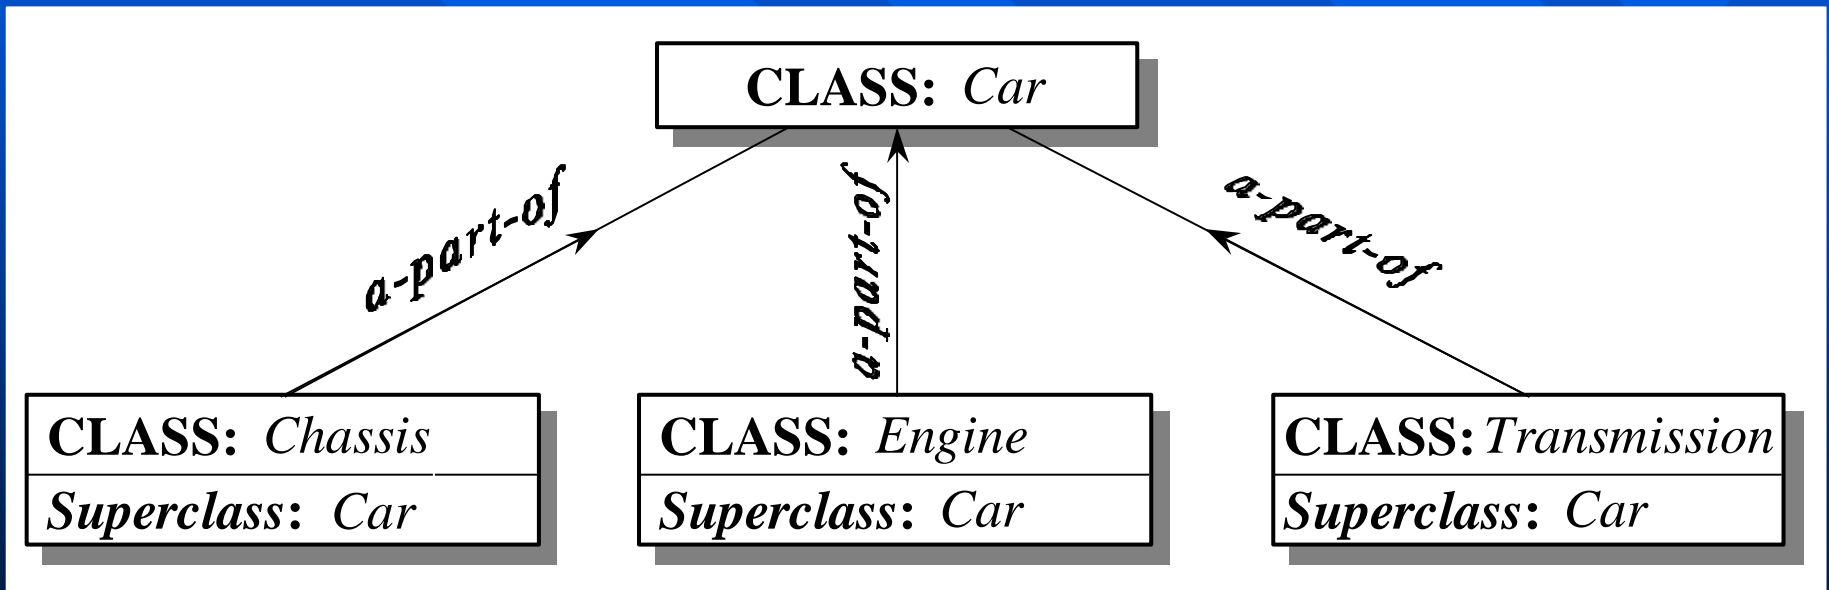 CLASS: Car
a-part-of
a-part-of
a-part-of
CLASS: Chassis
Superclass: Car
CLASS: Engine
Superclass: Car
CLASS: Transmission
Superclass: Car